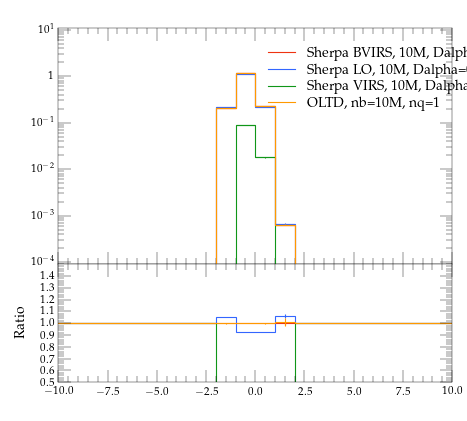 10^1
Sherpa BVIRS, 10M, Dalph
1
Sherpa LO, 10M, Dalpha=
Sherpa VIRS, 10M, Dalpha
OLTD, nb=10M, nq=1
10^−1
10^−2
10^−3
10^−4
1.4
1.3
1.2
1.1
1.0
0.9
0.8
0.7
0.6
0.5
Ratio
−10.0 −7.5 −5.0 −2.5 0.0 2.5 5.0 7.5 10.0